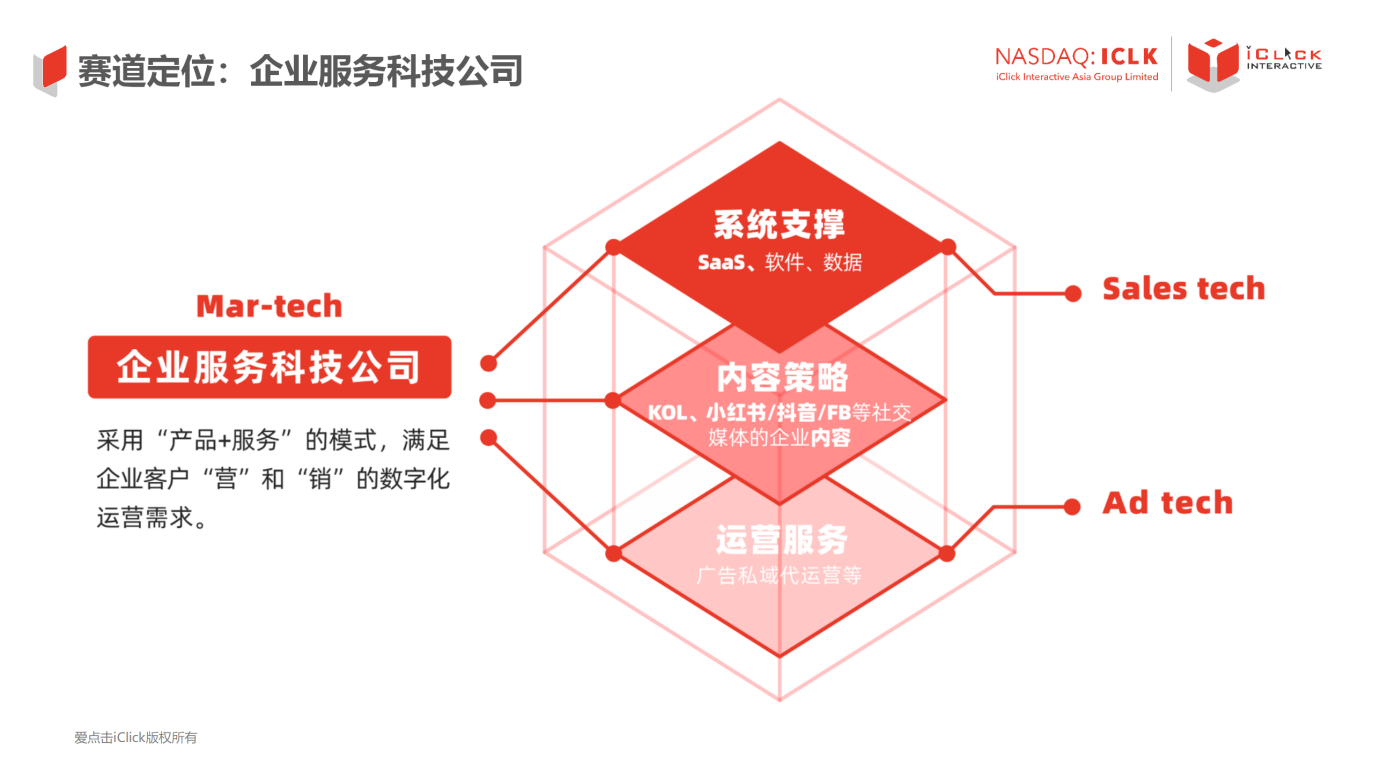 赛道定位：企业服务科技公司
NASDAQ: ICLK
iClick Interactive Asia Group Limited
iCLiCK
INTERACTIVE
系统支撑
SaaS、软件、数据
Sales tech
Mar-tech
企业服务科技公司
内容策略
KOL、小红书/抖音/FB等社交
媒体的企业内容
采用“产品+服务”的模式，满足
企业客户“营”和“销”的数字化
运营需求。
Ad tech
运营服务
广告私域代运营等
爱点击iClick版权所有